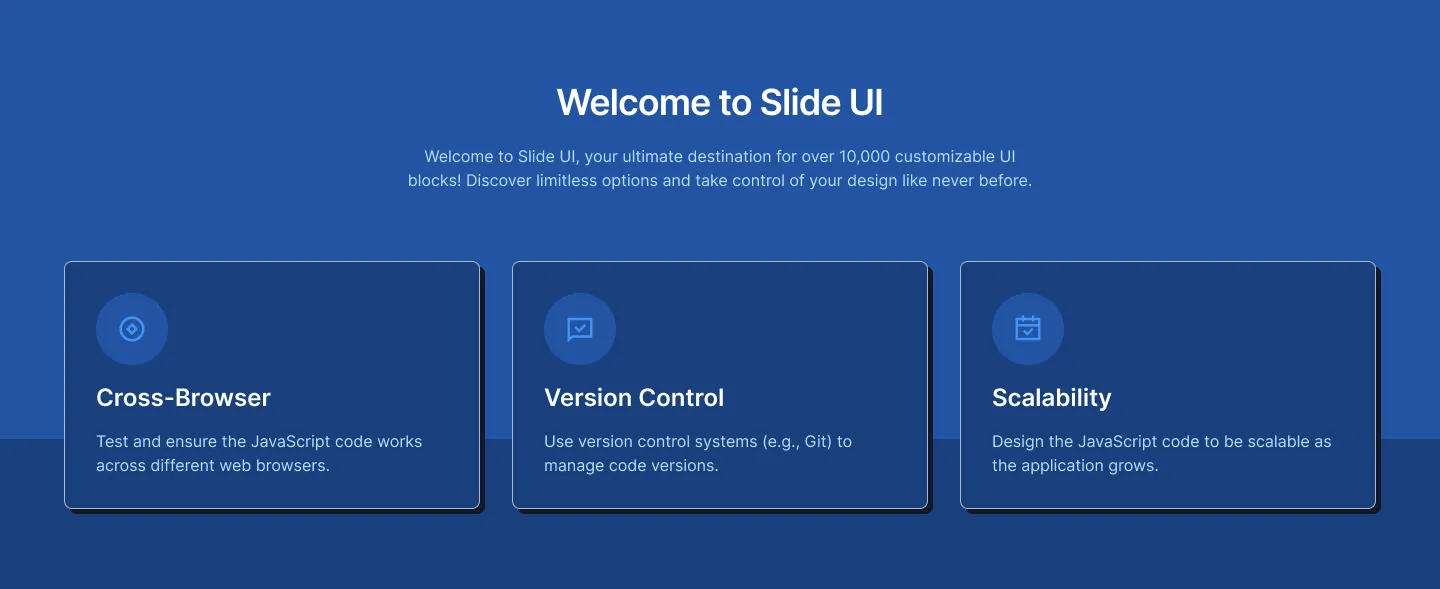 Welcome to Slide UI
Welcome to Slide UI, your ultimate destination for over 10,000 customizable UI
blocks! Discover limitless options and take control of your design like never before.
Cross-Browser
Test and ensure the JavaScript code works
across different web browsers.
Version Control
Use version control systems (e.g., Git) to
manage code versions.
Scalability
Design the JavaScript code to be scalable as
the application grows.